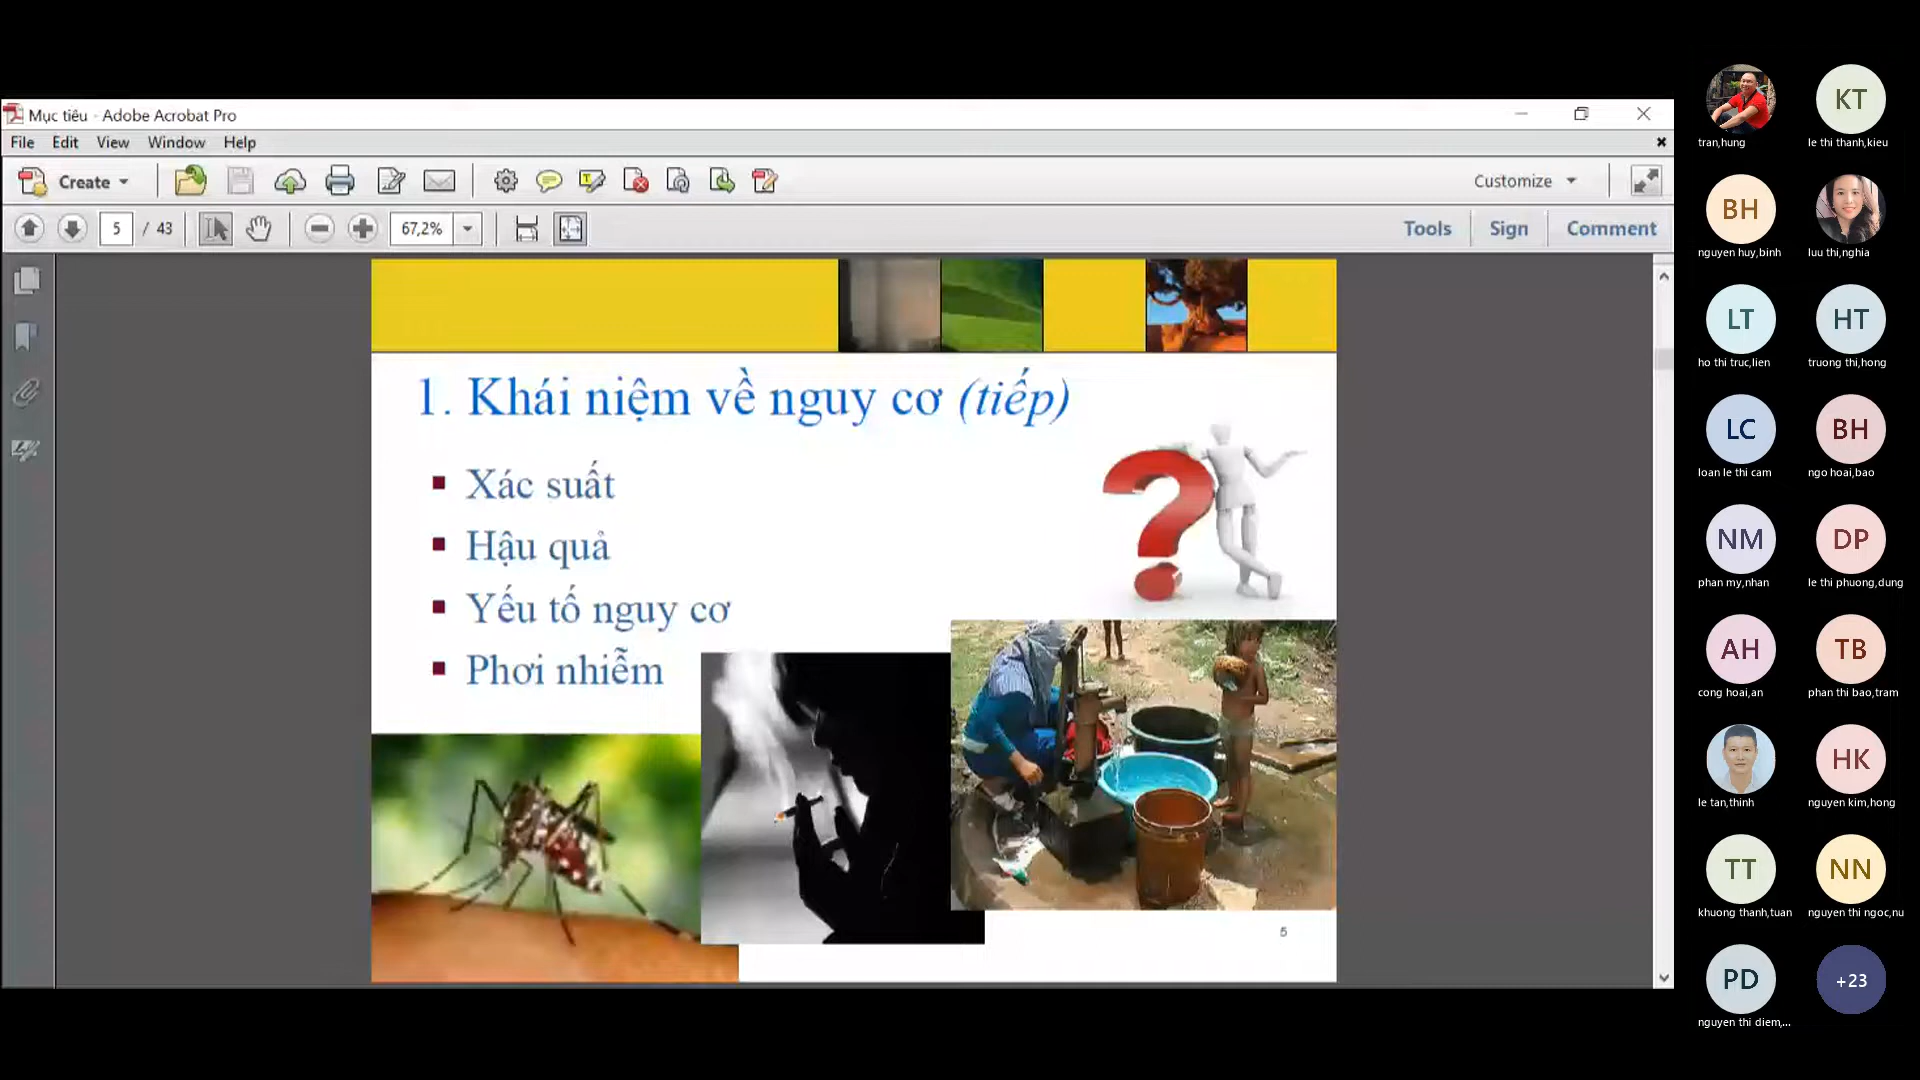 Mục tiêu - Adobe Acrobat Pro
File Edit View Window Help
Create
Customize
5 / 43
67,2%
Tools Sign Comment
1. Khái niệm về nguy cơ (tiếp)
Xác suất
Hậu quả
Yếu tố nguy cơ
Phơi nhiễm
5
tran,hung
KT
le thi thanh,kieu
BH
nguyen huy,binh
luu thi,nghia
LT
ho thi truc,lien
HT
truong thi,hong
LC
loan le thi cam
BH
ngo hoai,bao
NM
phan my,nhan
DP
le thi phuong,dung
AH
cong hoai,an
TB
phan thi bao,tram
le tan,thinh
HK
nguyen kim,hong
TT
khuong thanh,tuan
NN
nguyen thi ngoc,nu
PD
nguyen thi diem,...
+23